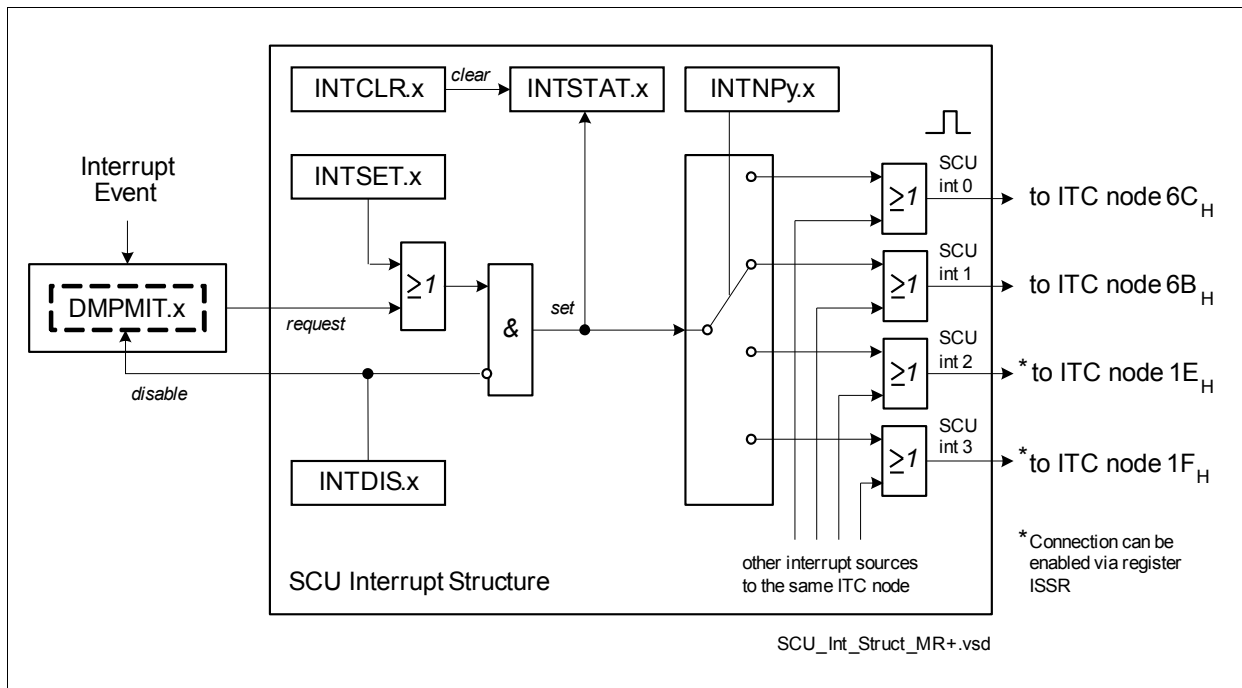 INTCLR.x
clear
INTSTAT.x
INTNPy.x
Interrupt
Event
INTSET.x
DMPMIT.x
request
disable
≥1
&
set
INTDIS.x
≥1
SCU
int 0
to ITC node 6CH
≥1
SCU
int 1
to ITC node 6BH
≥1
SCU
int 2
* to ITC node 1EH
≥1
SCU
int 3
* to ITC node 1FH
other interrupt sources
to the same ITC node
* Connection can be
enabled via register
ISSR
SCU Interrupt Structure
SCU_Int_Struct_MR+.vsd